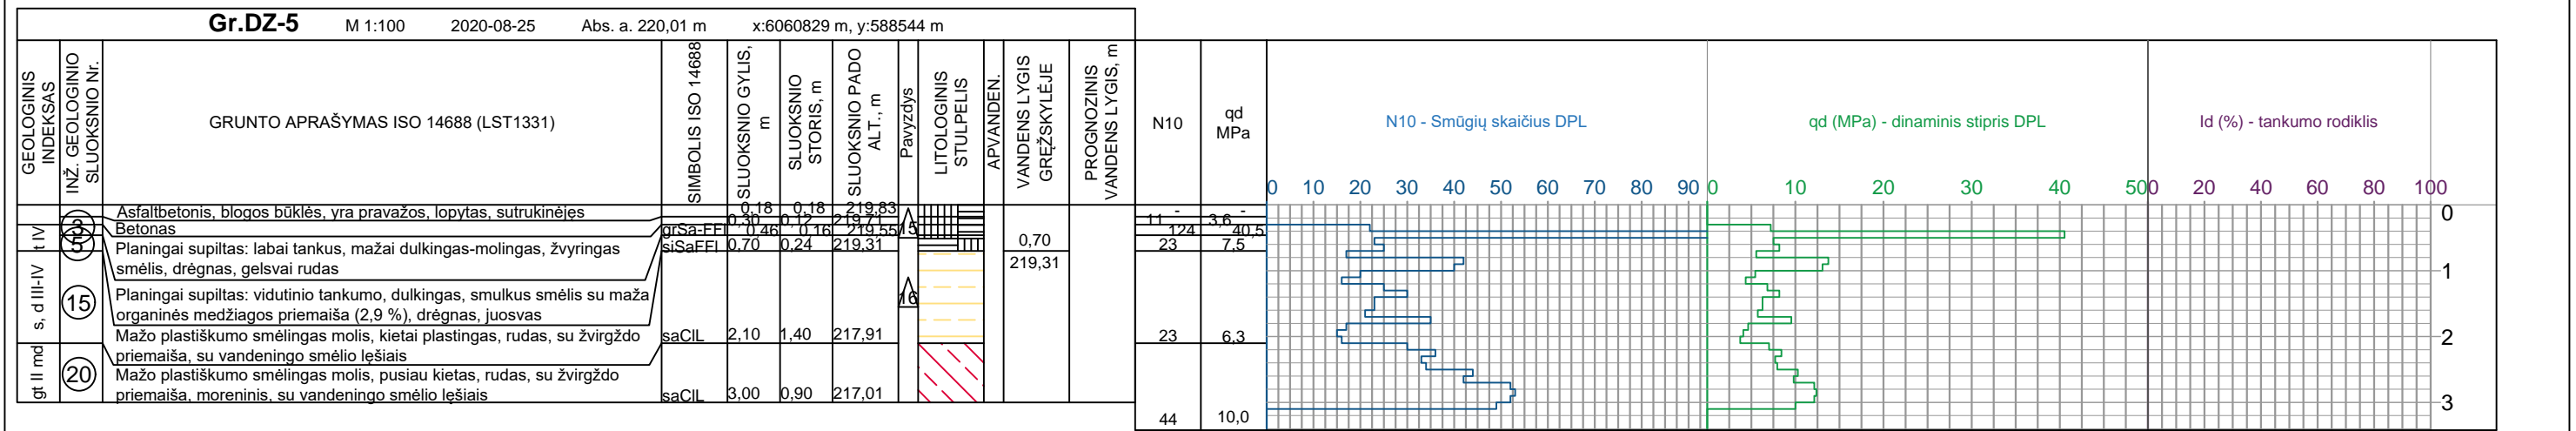 Gr.DZ-5 M 1:100 2020-08-25 Abs. a. 220,01 m x:6060829 m, y:588544 m
GEOLOGINIS INDEKSAS
INŽ. GEOLOGINIO SLUOKSNIO Nr.
GRUNTO APRAŠYMAS ISO 14688 (LST1331)
SIMBOLIS ISO 14688
SLUOKSNIO GYLIS, m
SLUOKSNIO STORIS, m
SLUOKSNIO PADO ALT., m
Pavyzdys
LITOLOGINIS STULPELIS
APVANDEN.
VANDENS LYGIS GRĘŽSKYLĖJE
PROGNOZINIS VANDENS LYGIS, m
N10
qd MPa
N10 - Smūgių skaičius DPL
qd (MPa) - dinaminis stipris DPL
Id (%) - tankumo rodiklis
0 10 20 30 40 50 60 70 80 90
0 10 20 30 40 50
0 20 40 60 80 100
Asfaltbetonis, blogos būklės, yra pravažos, lopytas, sutrukinėjęs
0,18 0,18 219,83 - -
3 Betonas 0,30 0,12 219,71 11 3,6
t IV
grSa-FFI 0,46 0,16 219,55 15 124 40,5
5 Planingai supiltas: labai tankus, mažai dulkingas-molingas, žvyringas
smėlis, drėgnas, gelsvai rudas
siSaFFI 0,70 0,24 219,31 0,70 23 7,5
219,31
s, d III-IV
15 Planingai supiltas: vidutinio tankumo, dulkingas, smulkus smėlis su maža
organinės medžiagos priemaiša (2,9 %), drėgnas, juosvas
16
Mažo plastiškumo smėlingas molis, kietai plastingas, rudas, su žvirgždo
priemaiša, su vandeningo smėlio lęšiais
saClL 2,10 1,40 217,91 23 6,3
gt II md
20 Mažo plastiškumo smėlingas molis, pusiau kietas, rudas, su žvirgždo
priemaiša, moreninis, su vandeningo smėlio lęšiais
saClL 3,00 0,90 217,01
44 10,0
0
1
2
3